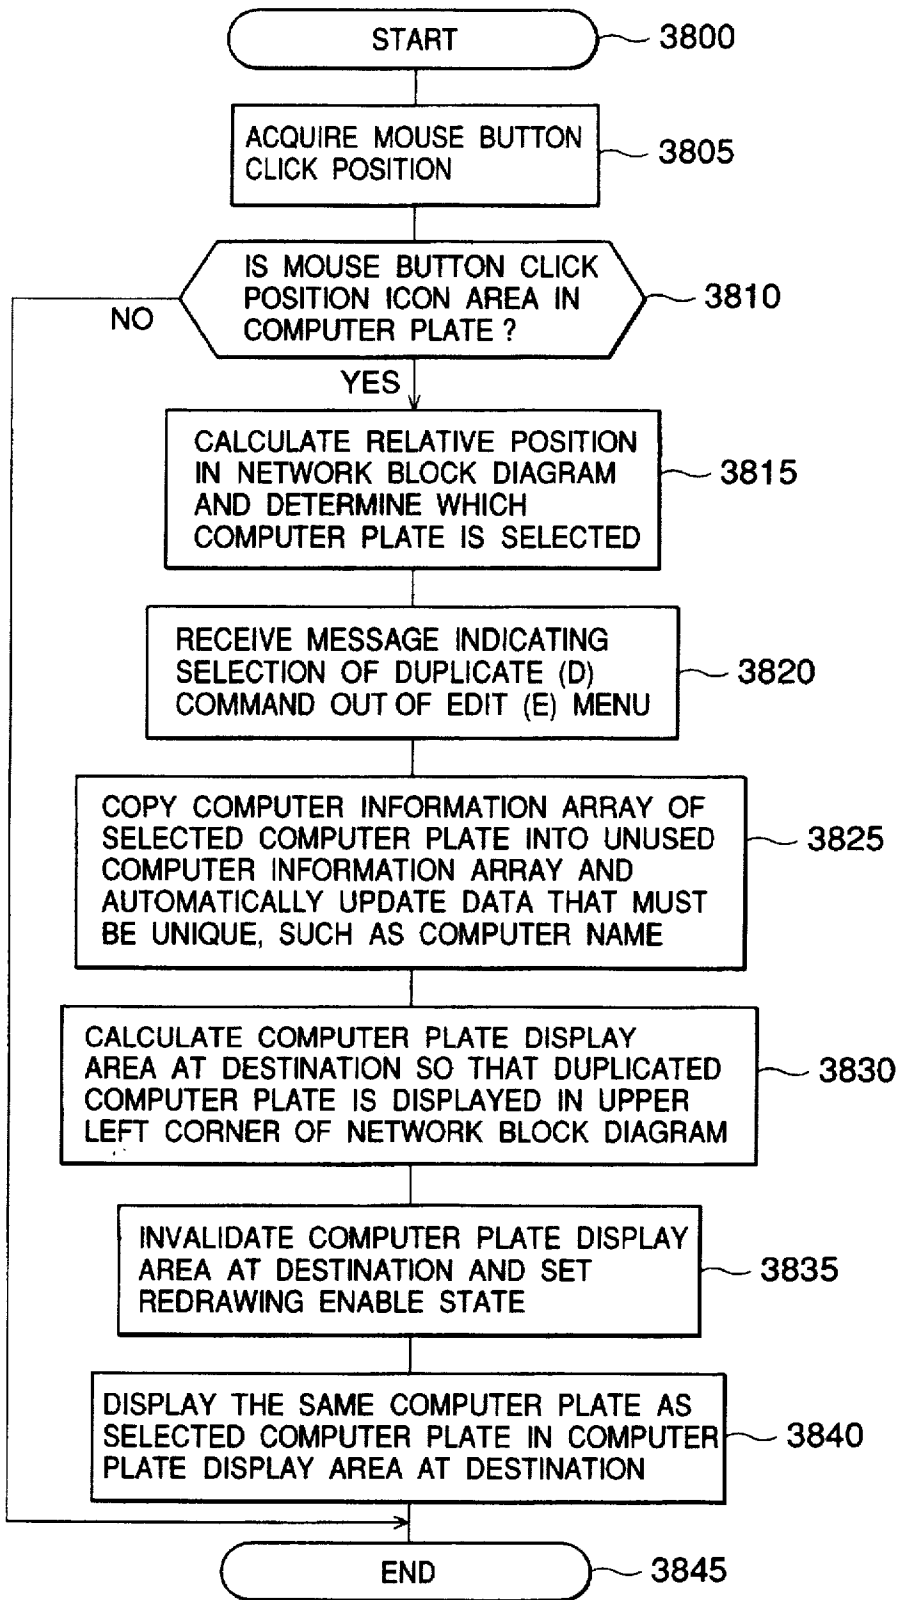 START
3800
ACQUIRE MOUSE BUTTON
CLICK POSITION
3805
IS MOUSE BUTTON CLICK
POSITION ICON AREA IN
COMPUTER PLATE ?
3810
NO
YES
CALCULATE RELATIVE POSITION
IN NETWORK BLOCK DIAGRAM
AND DETERMINE WHICH
COMPUTER PLATE IS SELECTED
3815
RECEIVE MESSAGE INDICATING
SELECTION OF DUPLICATE (D)
COMMAND OUT OF EDIT (E) MENU
3820
COPY COMPUTER INFORMATION ARRAY OF
SELECTED COMPUTER PLATE INTO UNUSED
COMPUTER INFORMATION ARRAY AND
AUTOMATICALLY UPDATE DATA THAT MUST
BE UNIQUE, SUCH AS COMPUTER NAME
3825
CALCULATE COMPUTER PLATE DISPLAY
AREA AT DESTINATION SO THAT DUPLICATED
COMPUTER PLATE IS DISPLAYED IN UPPER
LEFT CORNER OF NETWORK BLOCK DIAGRAM
3830
INVALIDATE COMPUTER PLATE DISPLAY
AREA AT DESTINATION AND SET
REDRAWING ENABLE STATE
3835
DISPLAY THE SAME COMPUTER PLATE AS
SELECTED COMPUTER PLATE IN COMPUTER
PLATE DISPLAY AREA AT DESTINATION
3840
END
3845